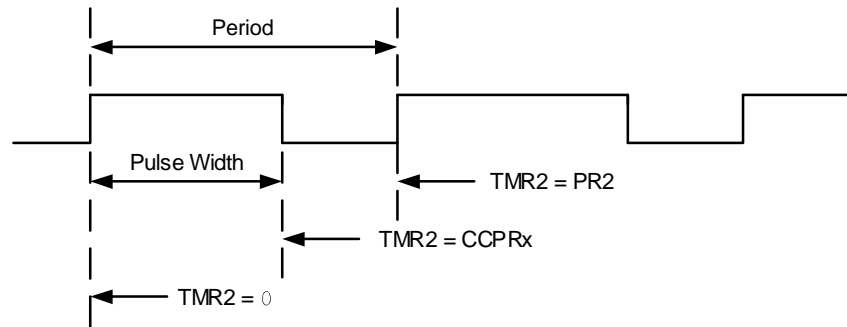 Period
Pulse Width
TMR2 = PR2
TMR2 = CCPRx
TMR2 = 0